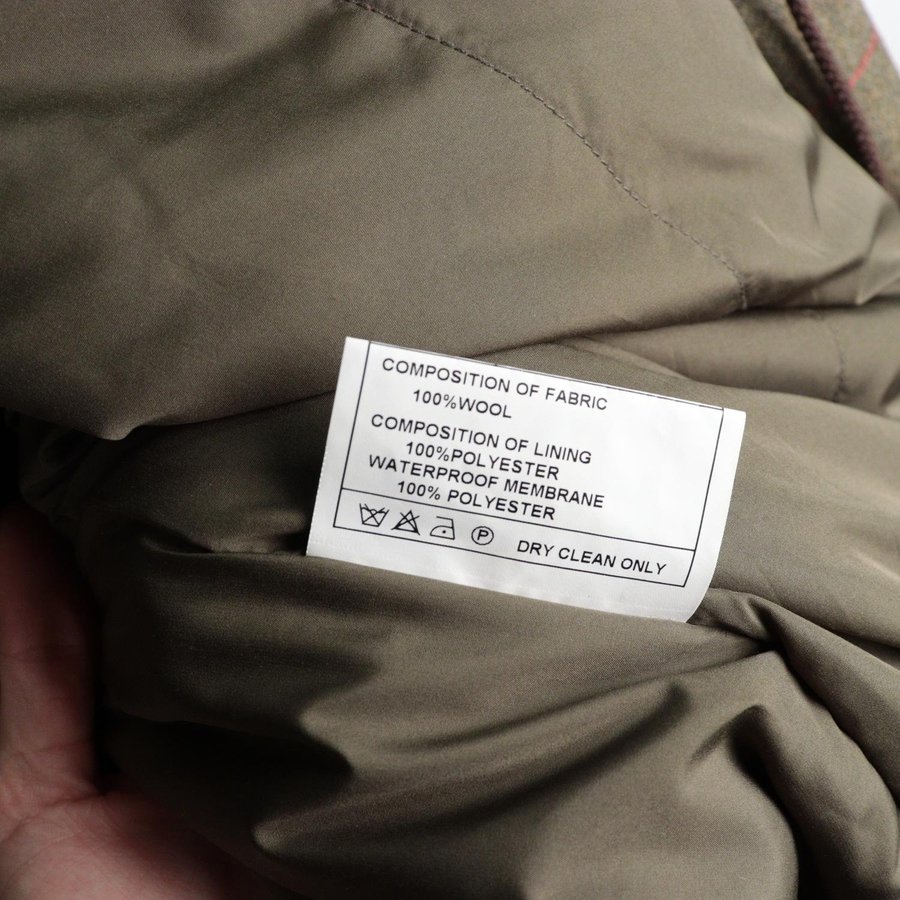 COMPOSITION OF FABRIC
100%WOOL
COMPOSITION OF LINING
100%POLYESTER
WATERPROOF MEMBRANE
100% POLYESTER
P DRY CLEAN ONLY